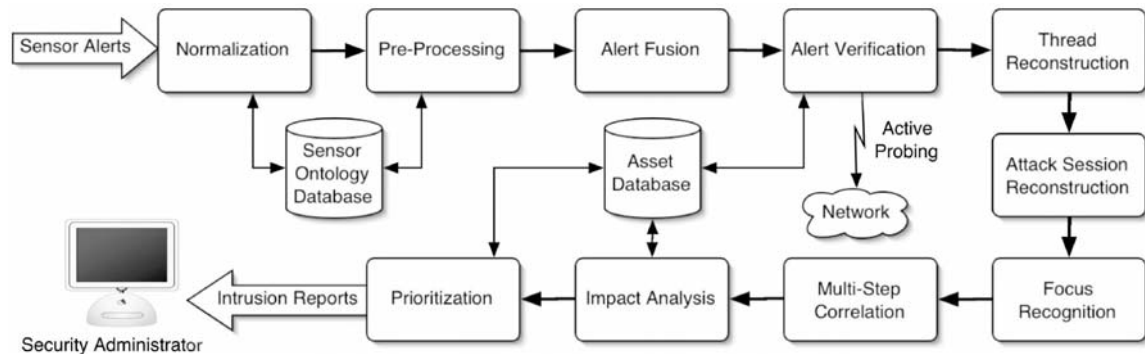 Sensor Alerts
Normalization
Pre-Processing
Alert Fusion
Alert Verification
Thread
Reconstruction
Sensor
Ontology
Database
Asset
Database
Active
Probing
Network
Attack Session
Reconstruction
Security Administrator
Intrusion Reports
Prioritization
Impact Analysis
Multi-Step
Correlation
Focus
Recognition